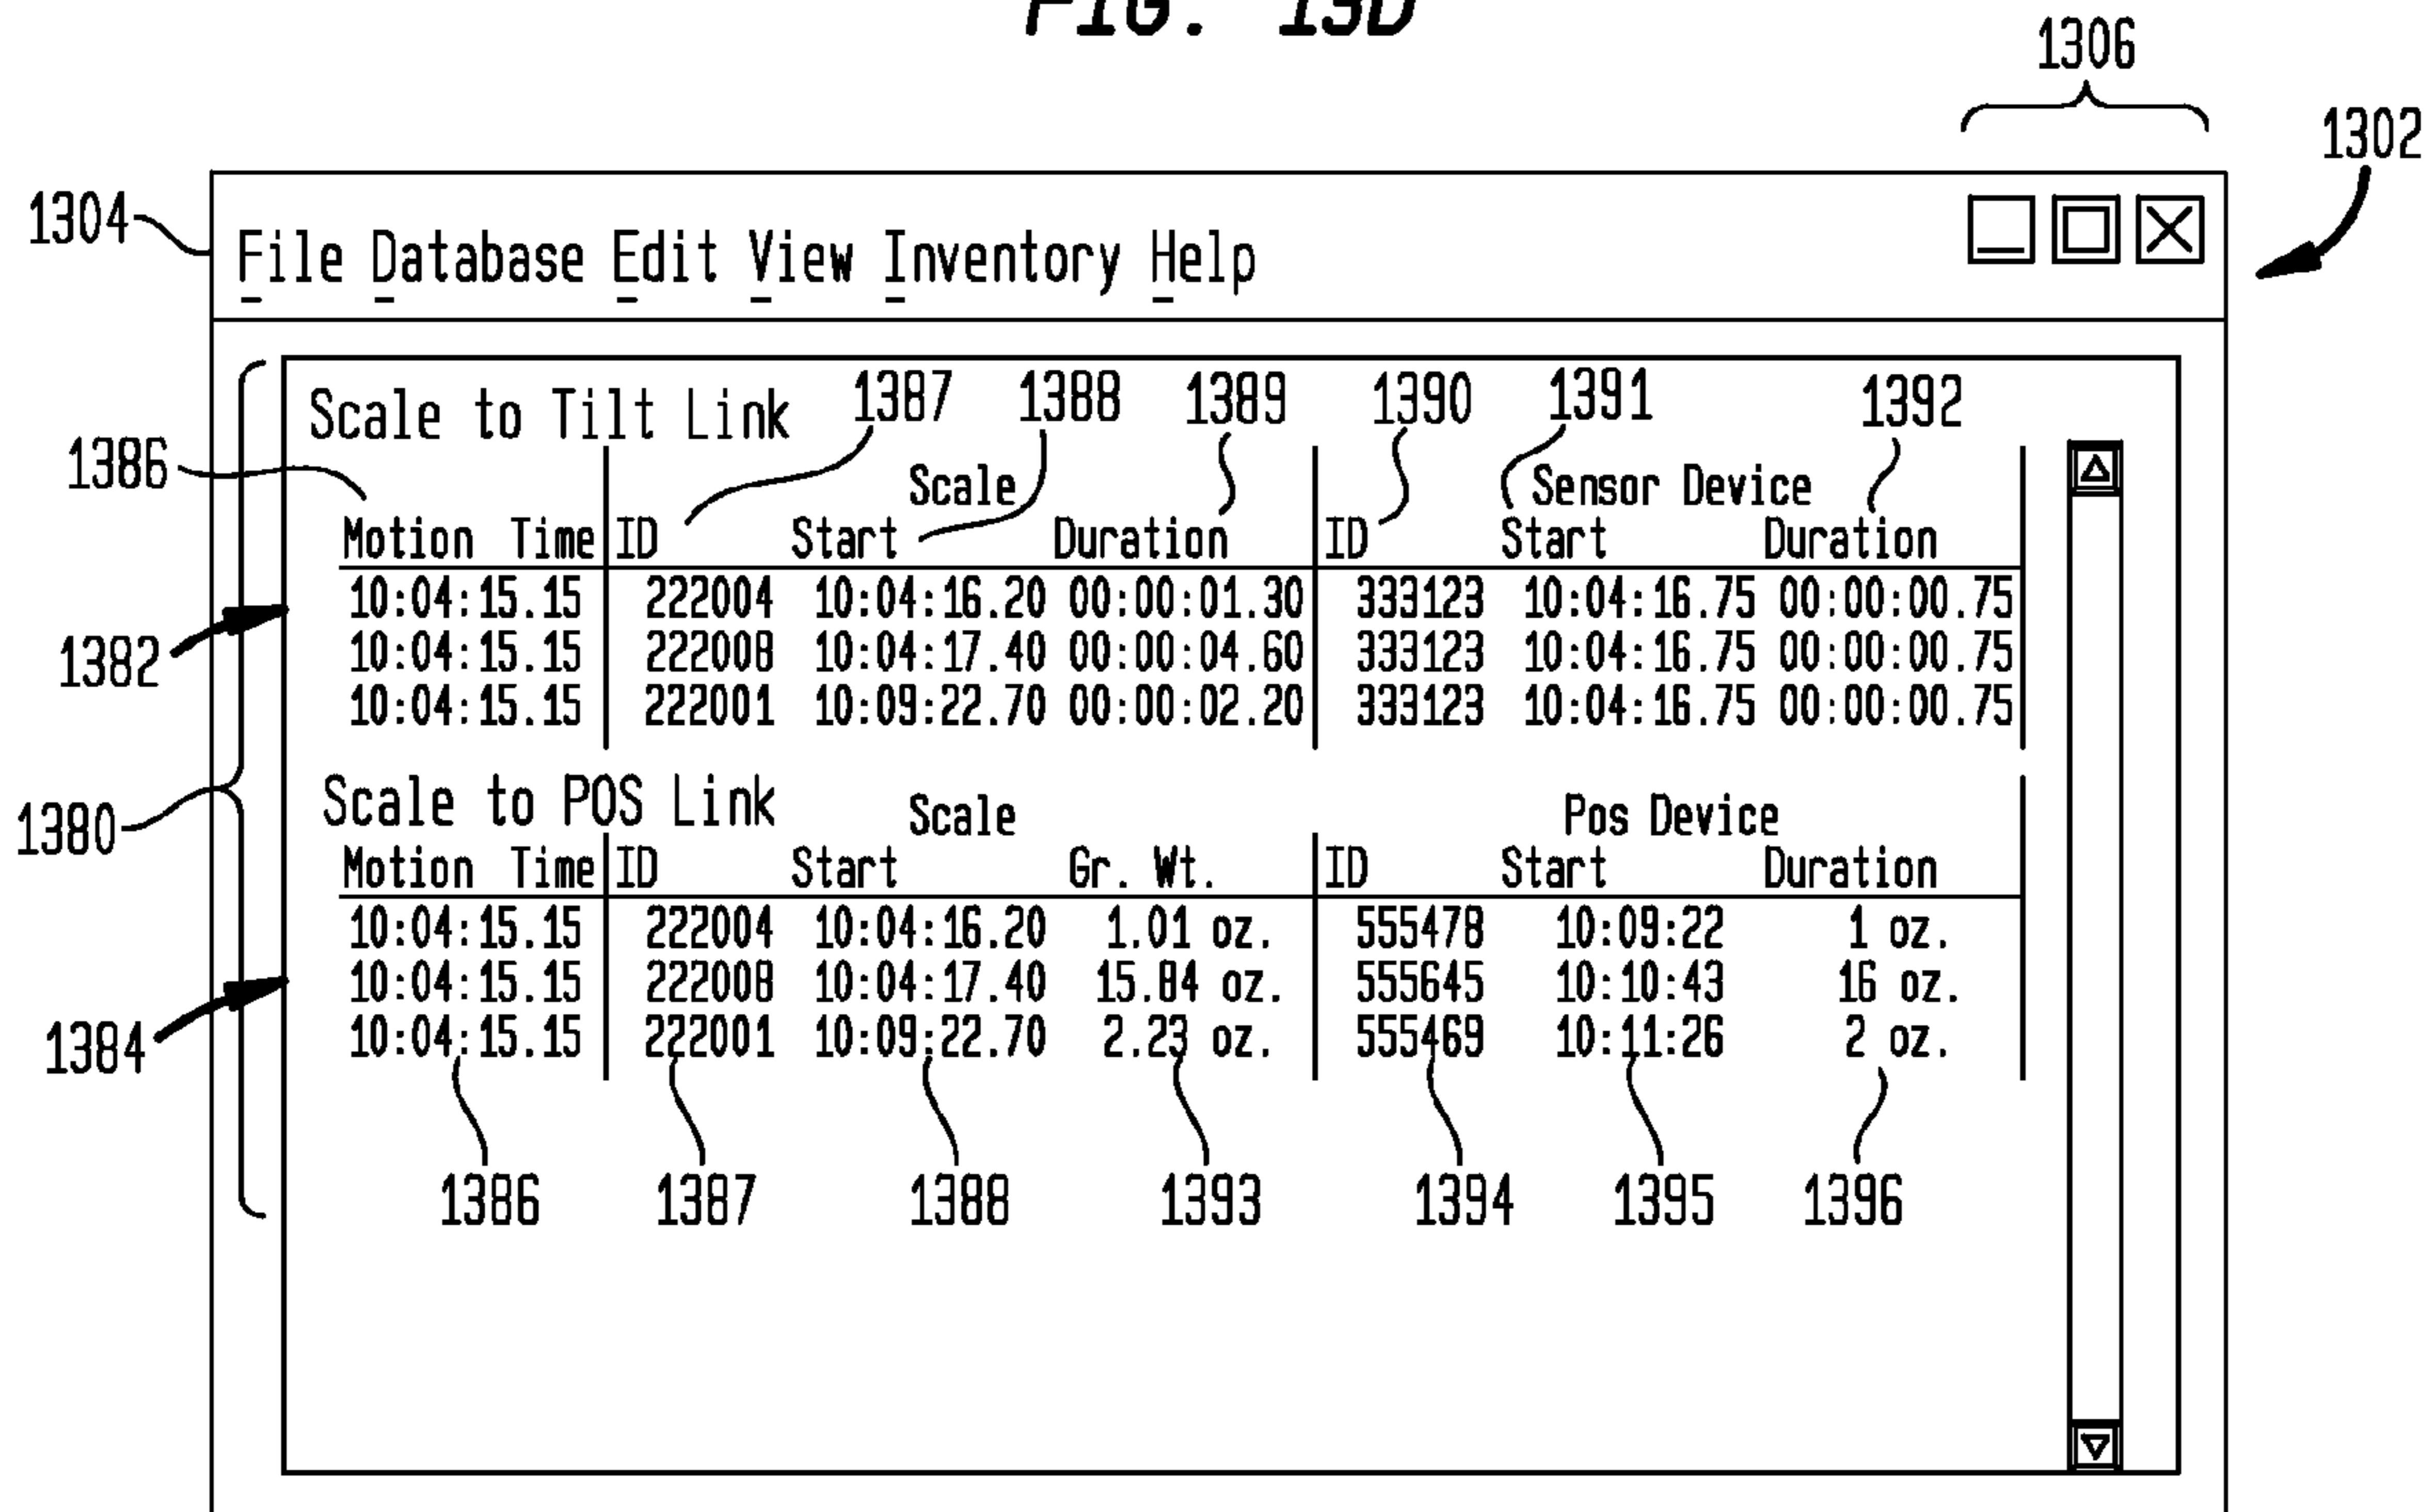 FIG. 13D
1306
1302
1304
File Database Edit View Inventory Help
Scale to Tilt Link
1387 1388 1389 1390 1391 1392
1386
Scale Sensor Device
Motion Time ID Start Duration ID Start Duration
10:04:15.15 222004 10:04:16.20 00:00:01.30 333123 10:04:16.75 00:00:00.75
10:04:15.15 222008 10:04:17.40 00:00:04.60 333123 10:04:16.75 00:00:00.75
10:04:15.15 222001 10:09:22.70 00:00:02.20 333123 10:04:16.75 00:00:00.75
1382
1380
Scale to POS Link
Scale Pos Device
Motion Time ID Start Gr. Wt. ID Start Duration
10:04:15.15 222004 10:04:16.20 1.01 oz. 555478 10:09:22 1 oz.
10:04:15.15 222008 10:04:17.40 15.84 oz. 555645 10:10:43 16 oz.
10:04:15.15 222001 10:09:22.70 2.23 oz. 555469 10:11:26 2 oz.
1384
1386 1387 1388 1393 1394 1395 1396